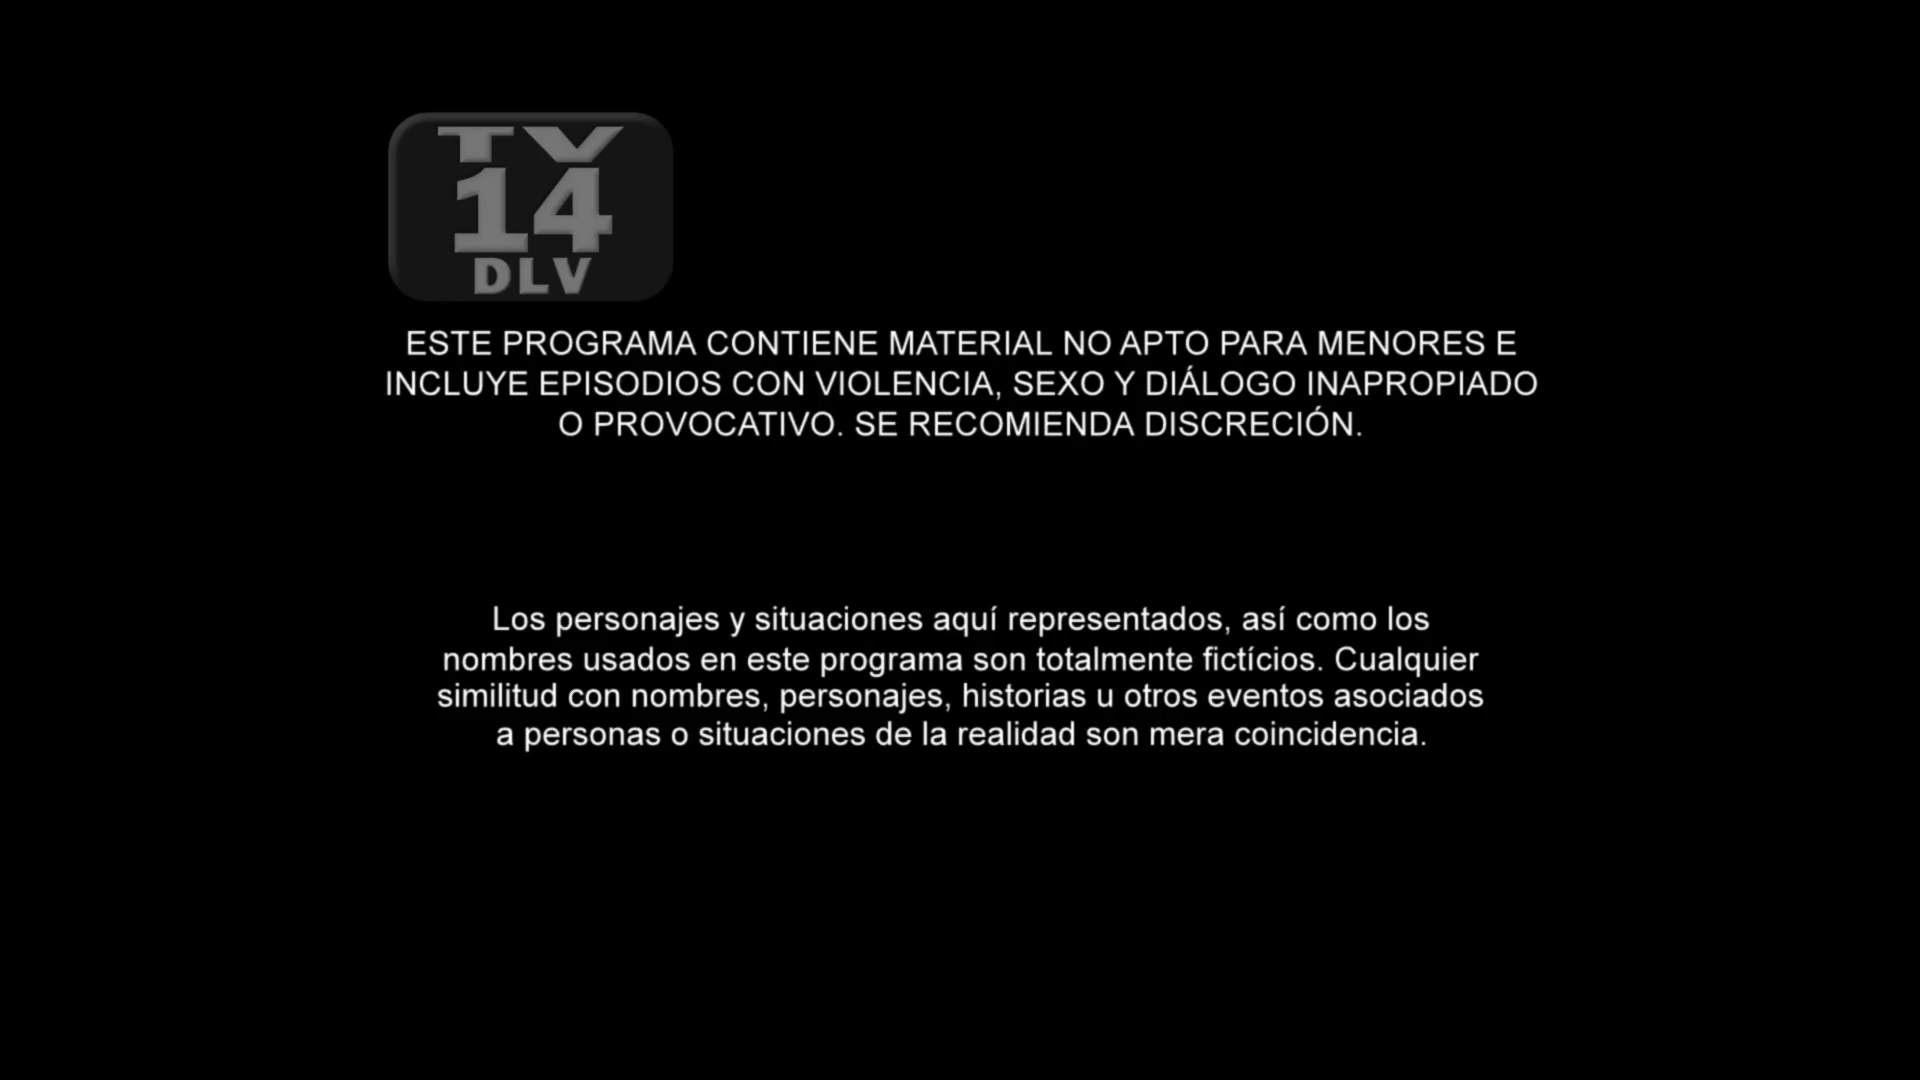 TV
14
DLV
ESTE PROGRAMA CONTIENE MATERIAL NO APTO PARA MENORES E
INCLUYE EPISODIOS CON VIOLENCIA, SEXO Y DIÁLOGO INAPROPIADO
O PROVOCATIVO. SE RECOMIENDA DISCRECIÓN.
Los personajes y situaciones aquí representados, así como los
nombres usados en este programa son totalmente fictícios. Cualquier
similitud con nombres, personajes, historias u otros eventos asociados
a personas o situaciones de la realidad son mera coincidencia.